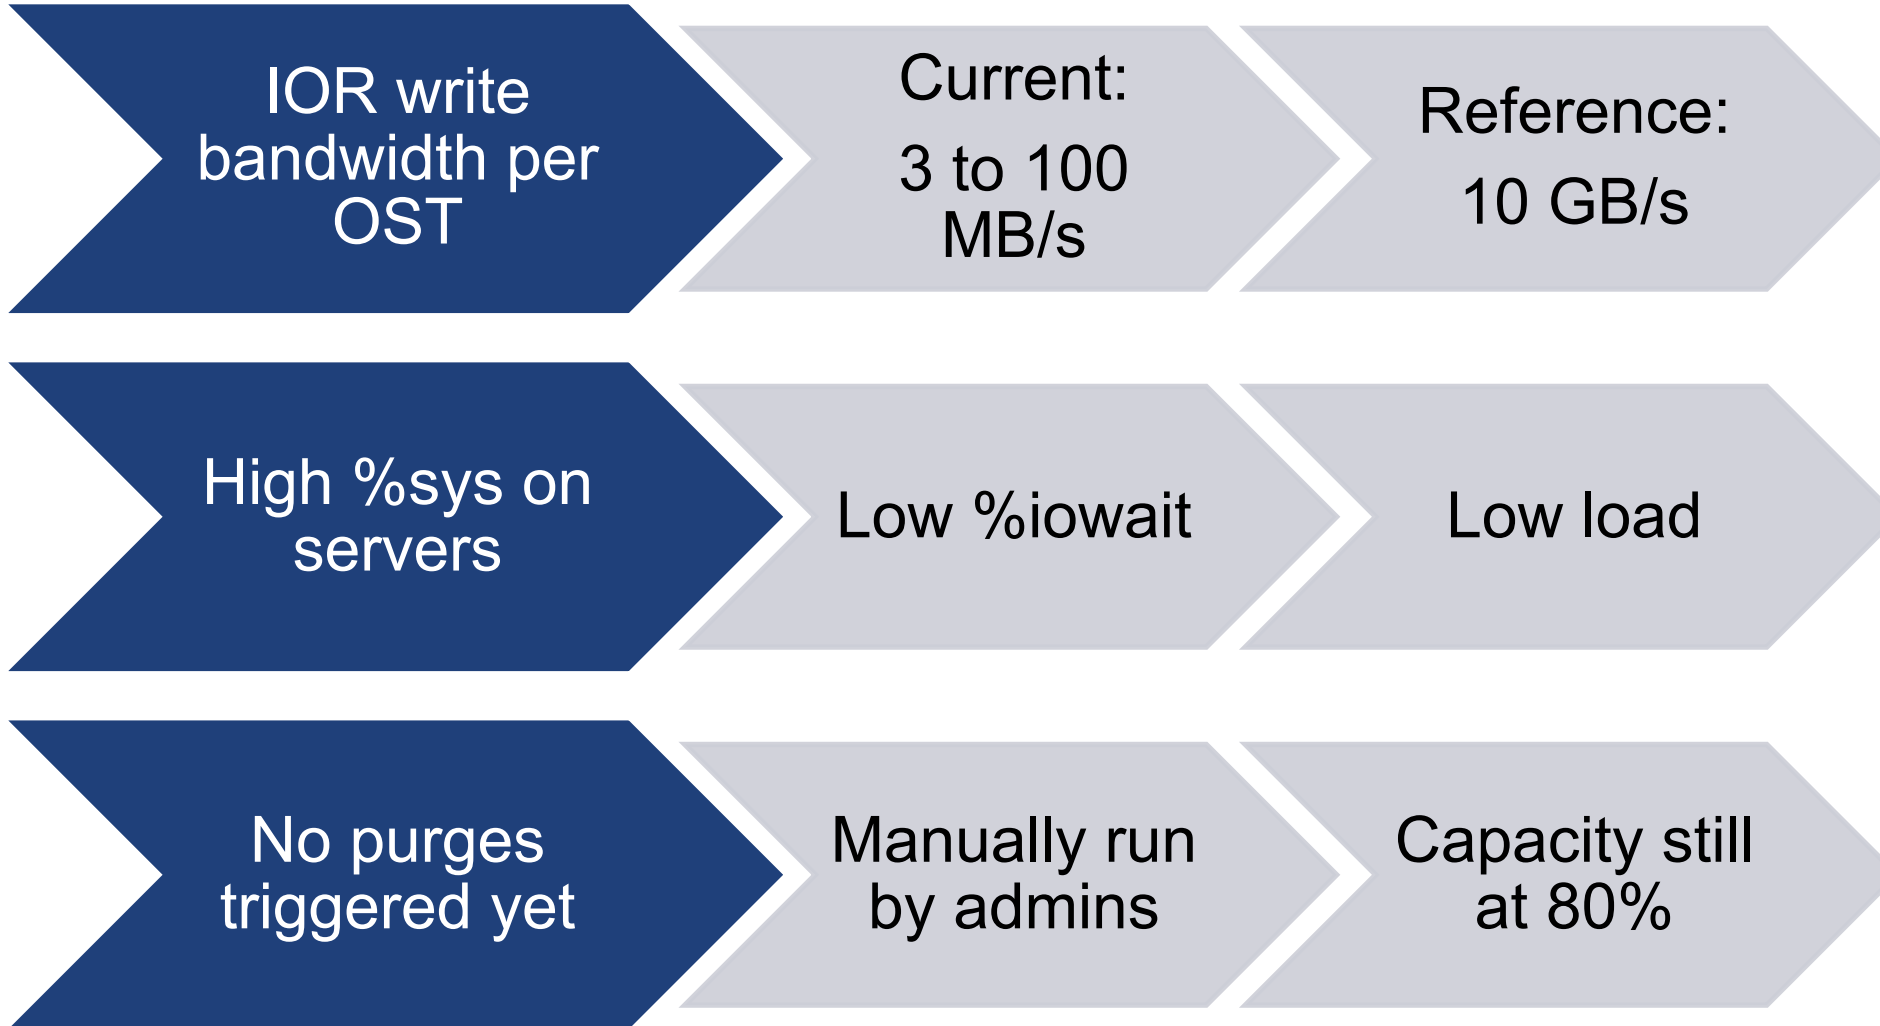 IOR write
bandwidth per
OST
Current:
3 to 100
MB/s
Reference:
10 GB/s
High %sys on
servers
Low %iowait
Low load
No purges
triggered yet
Manually run
by admins
Capacity still
at 80%